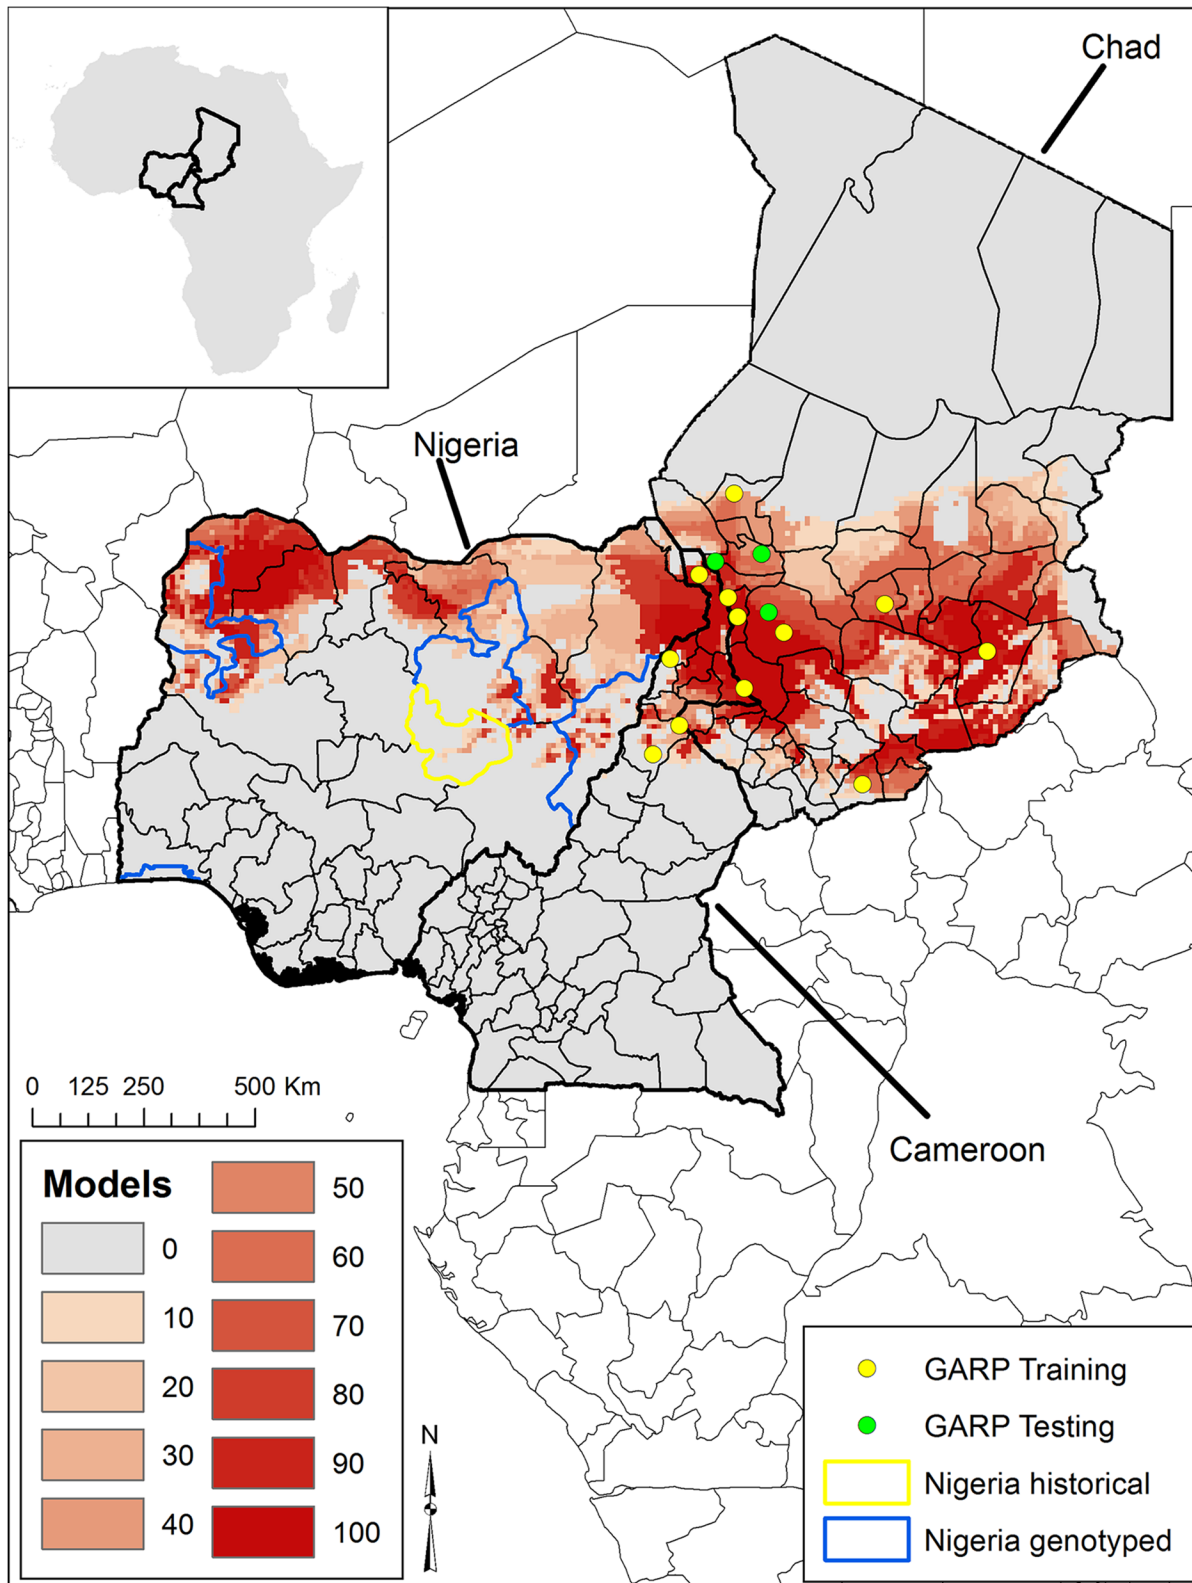 Chad
Nigeria
0 125 250 500 Km
Cameroon
Models
0
10
20
30
40
50
60
70
80
90
100
N
GARP Training
GARP Testing
Nigeria historical
Nigeria genotyped